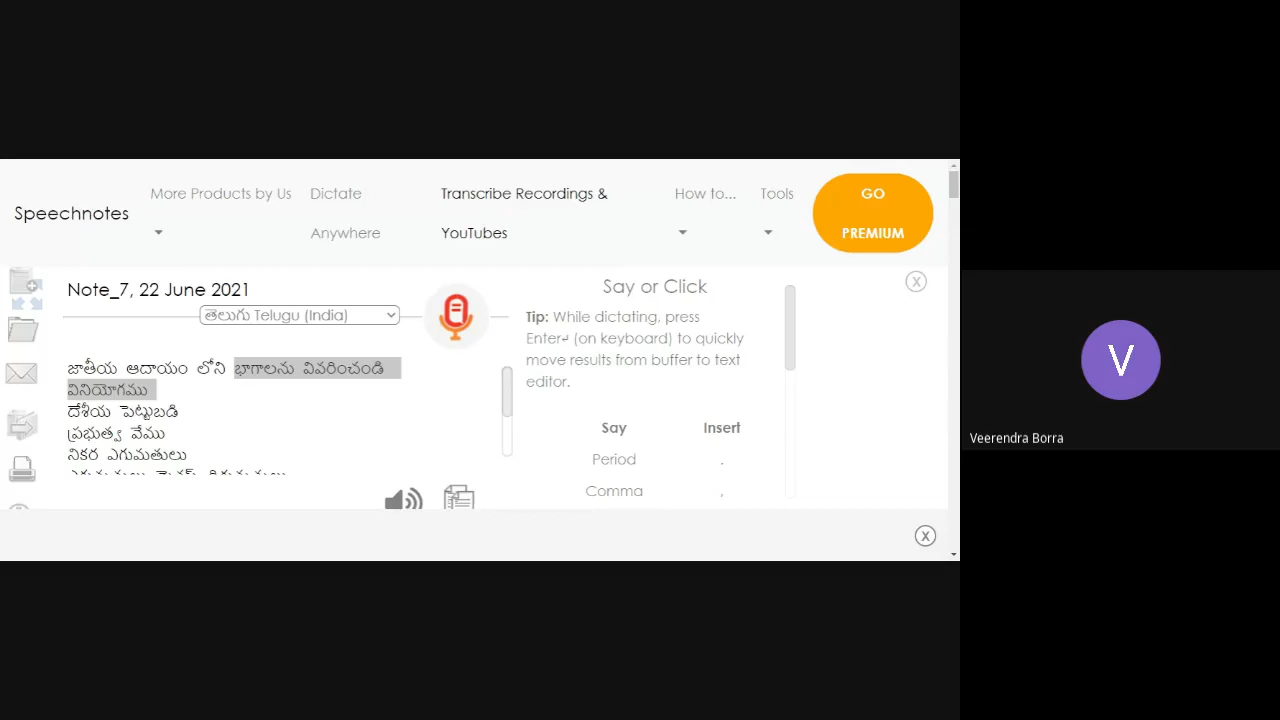 Speechnotes
More Products by Us
Dictate
Anywhere
Transcribe Recordings &
YouTubes
How to...
Tools
GO
PREMIUM
Note_7, 22 June 2021
తెలుగు Telugu (India)
జాతీయ ఆదాయం లోని భాగాలను వివరించండి
వినియోగము
దేశీయ పెట్టుబడి
ప్రభుత్వ వేము
నికర ఎగుమతులు
Say or Click
X
Tip: While dictating, press
Enter↵ (on keyboard) to quickly
move results from buffer to text
editor.
Say Insert
Period .
Comma ,
X
V
Veerendra Borra